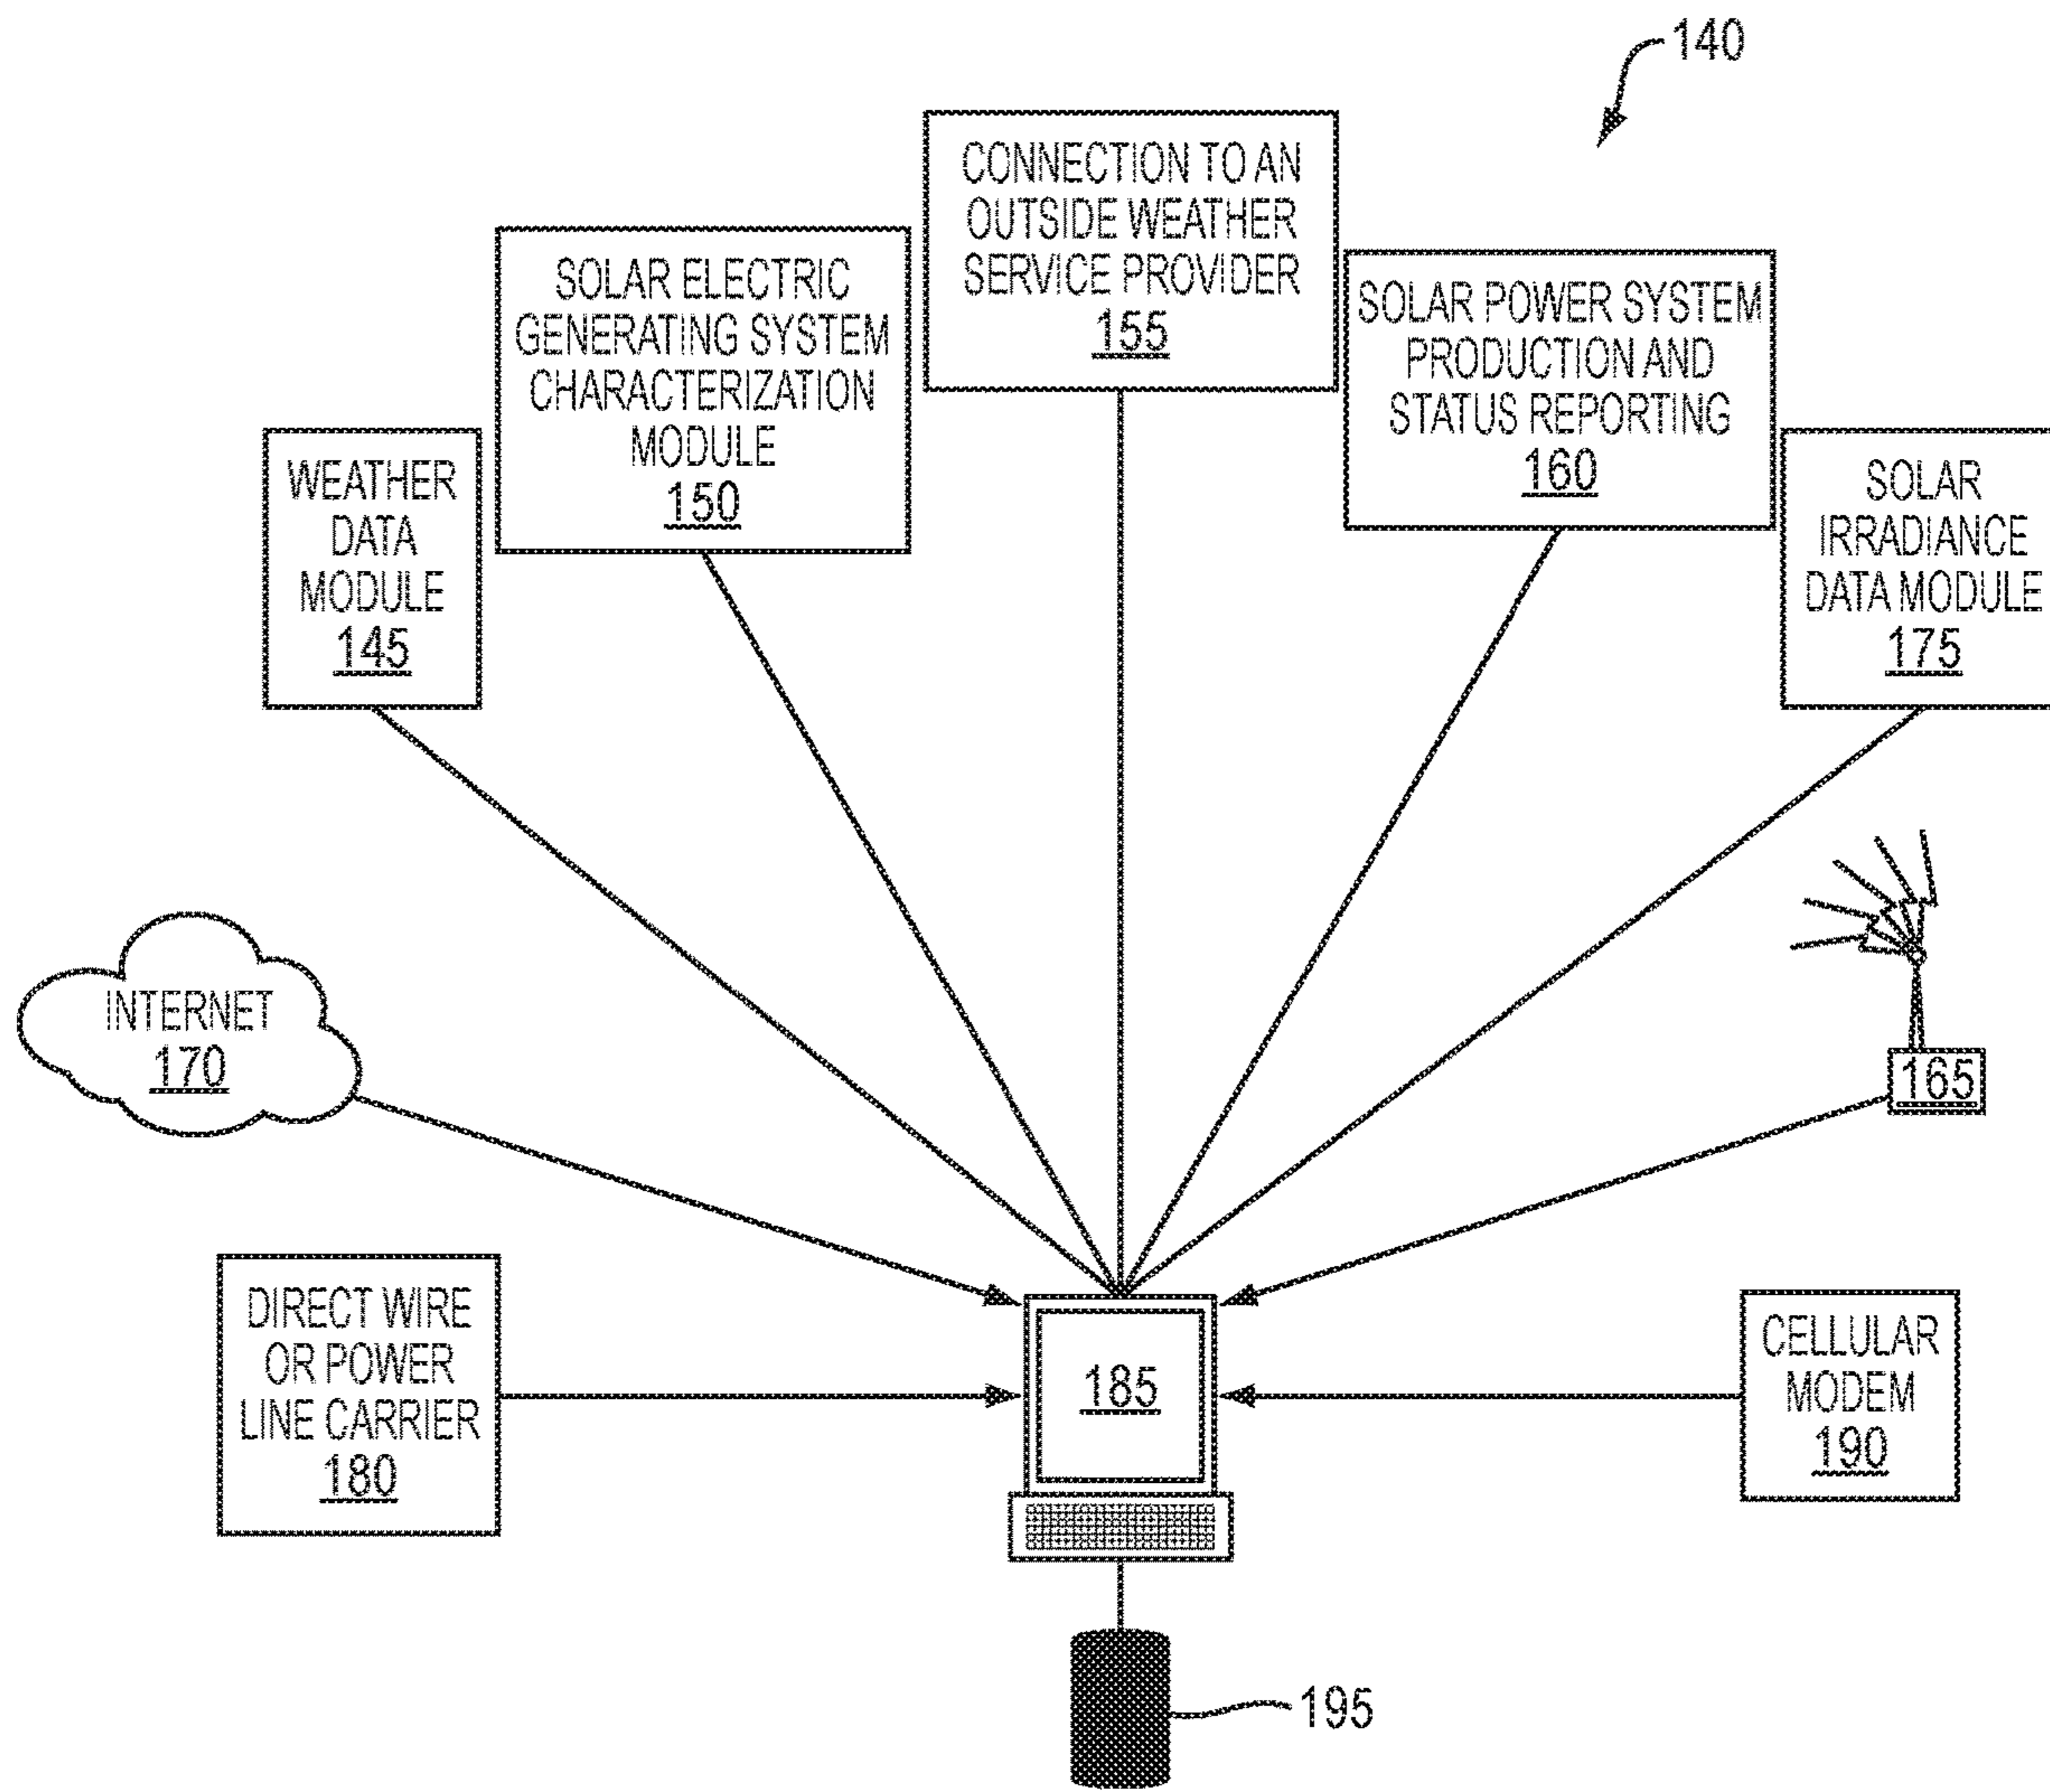 140
CONNECTION TO AN
OUTSIDE WEATHER
SERVICE PROVIDER
155
SOLAR ELECTRIC
GENERATING SYSTEM
CHARACTERIZATION
MODULE
150
SOLAR POWER SYSTEM
PRODUCTION AND
STATUS REPORTING
160
WEATHER
DATA
MODULE
145
SOLAR
IRRADIANCE
DATA MODULE
175
INTERNET
170
165
DIRECT WIRE
OR POWER
LINE CARRIER
180
185
CELLULAR
MODEM
190
195